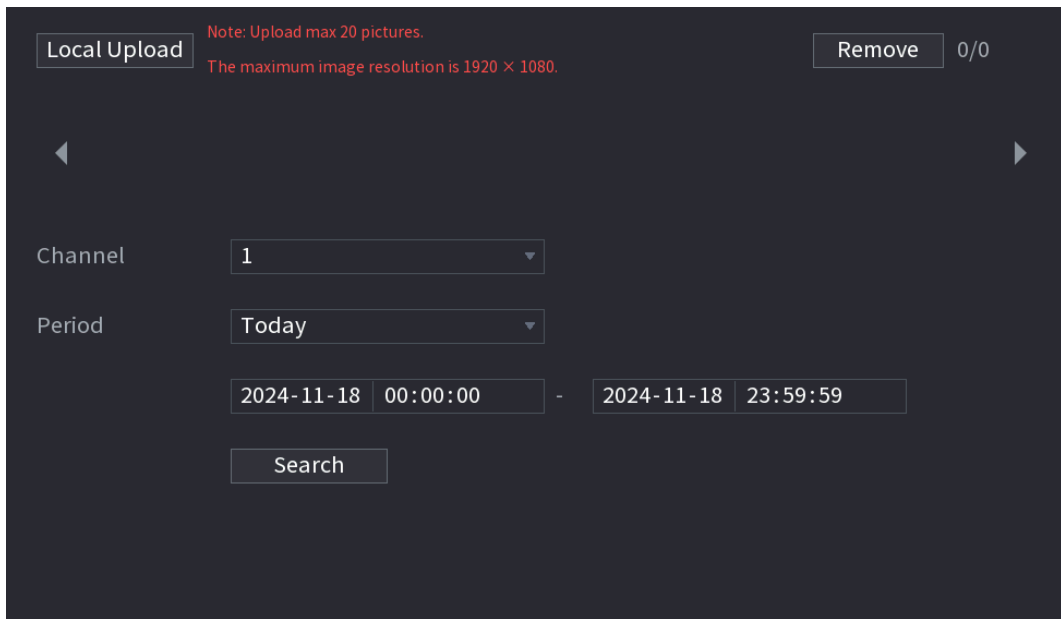 Local Upload
Note: Upload max 20 pictures.
The maximum image resolution is 1920 × 1080.
Remove 0/0
Channel 1
Period Today
2024-11-18 00:00:00 - 2024-11-18 23:59:59
Search